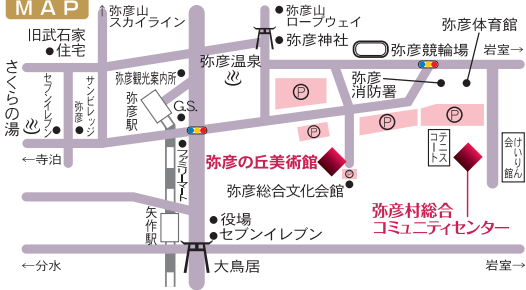 MAP
↑弥彦山
スカイライン
弥彦山
ロープウェイ
弥彦神社
弥彦体育館
弥彦競輪場
岩室→
旧武石家
住宅
弥彦温泉
弥彦観光案内所
弥彦
消防署
さくらの湯
セブンイレブン
弥彦
サンビレッジ
弥彦駅
G.S.
P
P
P
P
P
テニス
コート
けいりん
会館
←寺泊
ファミリーマート
弥彦の丘美術館
弥彦総合文化会館
弥彦村総合
コミュニティセンター
矢作駅
役場
セブンイレブン
←分水
大鳥居
岩室→